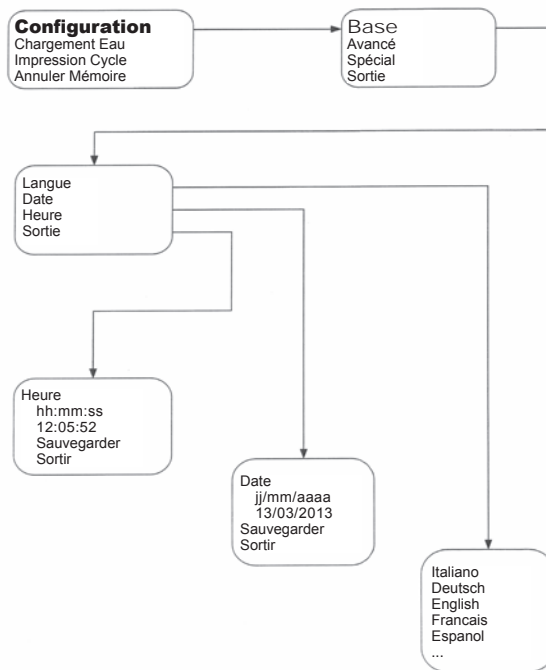 Configuration
Chargement Eau
Impression Cycle
Annuler Mémoire
Base
Avancé
Spécial
Sortie
Langue
Date
Heure
Sortie
Heure
hh:mm:ss
12:05:52
Sauvegarder
Sortir
Date
jj/mm/aaaa
13/03/2013
Sauvegarder
Sortir
Italiano
Deutsch
English
Francais
Espanol
...